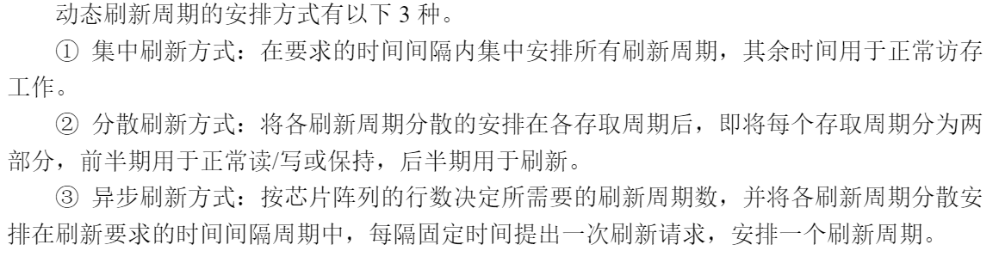 动态刷新周期的安排方式有以下 3 种。
① 集中刷新方式：在要求的时间间隔内集中安排所有刷新周期，其余时间用于正常访存
工作。
② 分散刷新方式：将各刷新周期分散的安排在各存取周期后，即将每个存取周期分为两
部分，前半期用于正常读/写或保持，后半期用于刷新。
③ 异步刷新方式：按芯片阵列的行数决定所需要的刷新周期数，并将各刷新周期分散安
排在刷新要求的时间间隔周期中，每隔固定时间提出一次刷新请求，安排一个刷新周期。